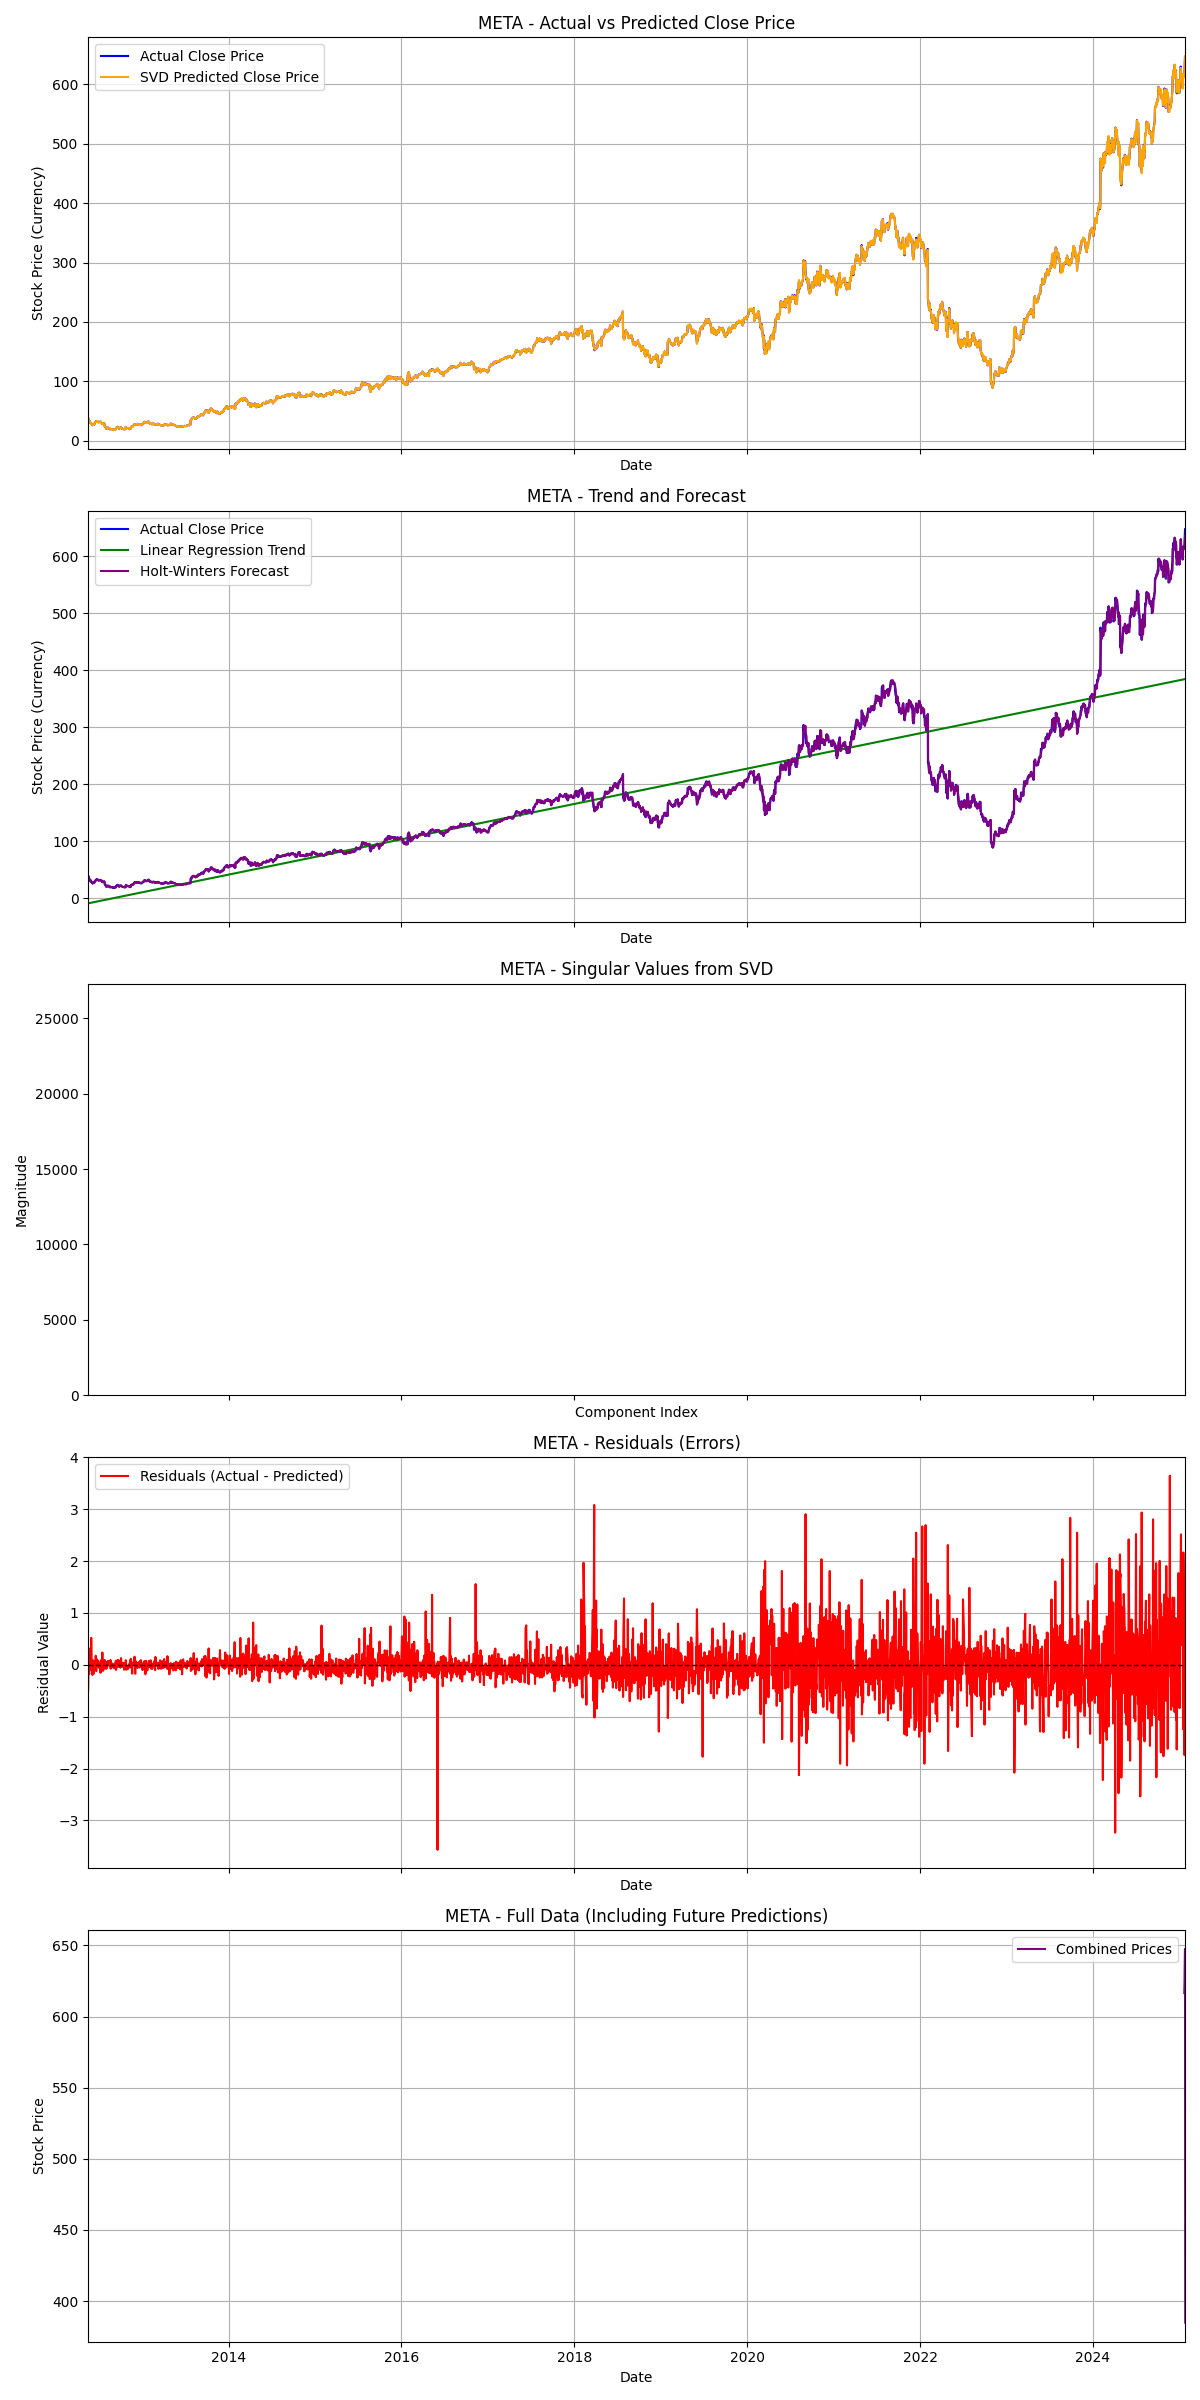 META - Actual vs Predicted Close Price
Actual Close Price
SVD Predicted Close Price
Stock Price (Currency)
600
500
400
300
200
100
0
Date
META - Trend and Forecast
Actual Close Price
Linear Regression Trend
Holt-Winters Forecast
Stock Price (Currency)
600
500
400
300
200
100
0
Date
META - Singular Values from SVD
Magnitude
25000
20000
15000
10000
5000
0
Component Index
META - Residuals (Errors)
Residuals (Actual - Predicted)
Residual Value
4
3
2
1
0
−1
−2
−3
Date
META - Full Data (Including Future Predictions)
Combined Prices
Stock Price
650
600
550
500
450
400
2014 2016 2018 2020 2022 2024
Date